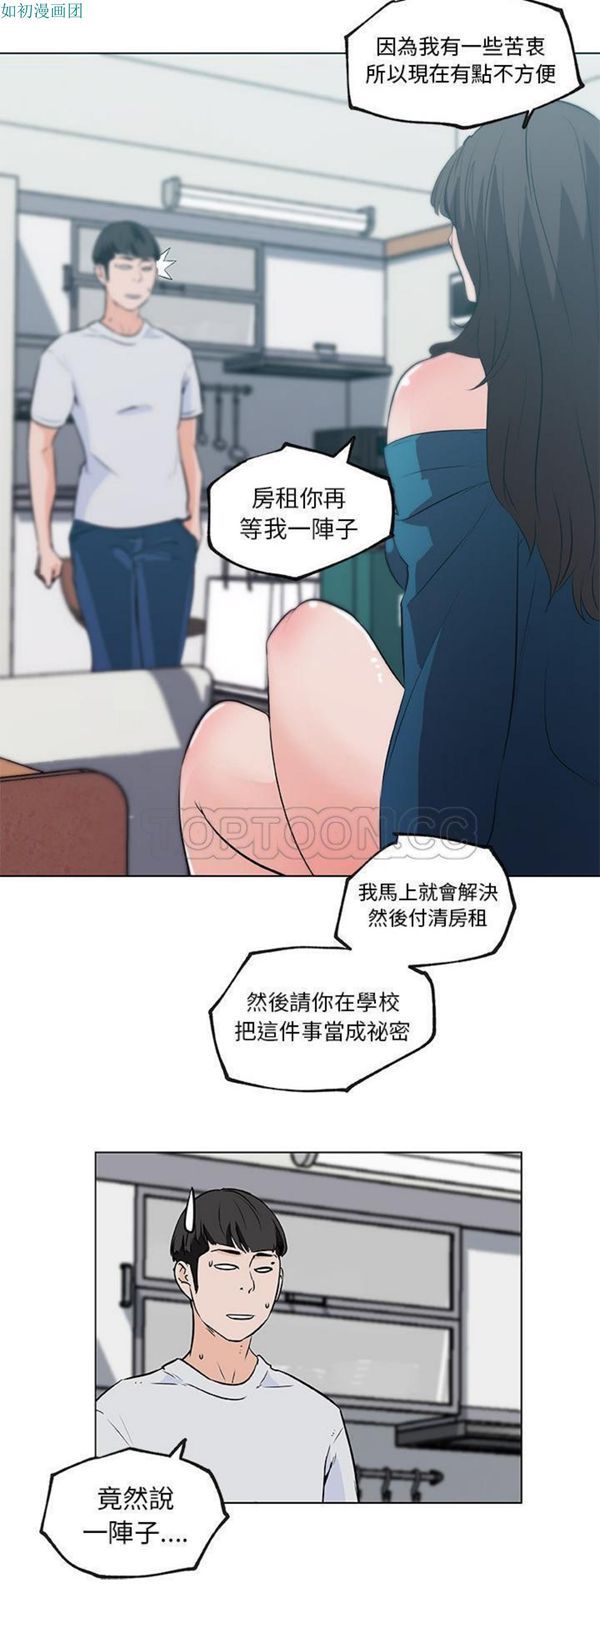 如初漫画团
因為我有一些苦衷
所以現在有點不方便
房租你再
等我一陣子
TOPTOON.CC
我馬上就會解決
然後付清房租
然後請你在學校
把這件事當成祕密
竟然說
一陣子....